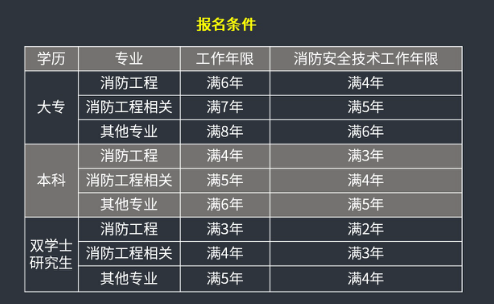 报名条件
学历 专业 工作年限 消防安全技术工作年限
大专 消防工程 满6年 满4年
消防工程相关 满7年 满5年
其他专业 满8年 满6年
本科 消防工程 满4年 满3年
消防工程相关 满5年 满4年
其他专业 满6年 满5年
双学士
研究生 消防工程 满3年 满2年
消防工程相关 满4年 满3年
其他专业 满5年 满4年